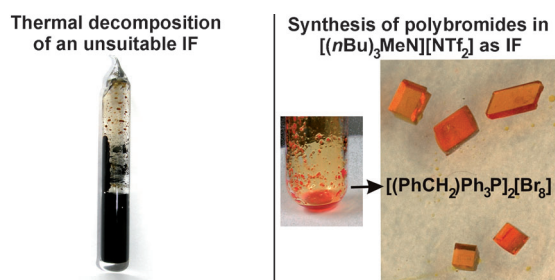 Thermal decomposition
of an unsuitable IF
Synthesis of polybromides in
[(nBu)₃MeN][NTf₂] as IF
[(PhCH₂)Ph₃P]₂[Br₈]